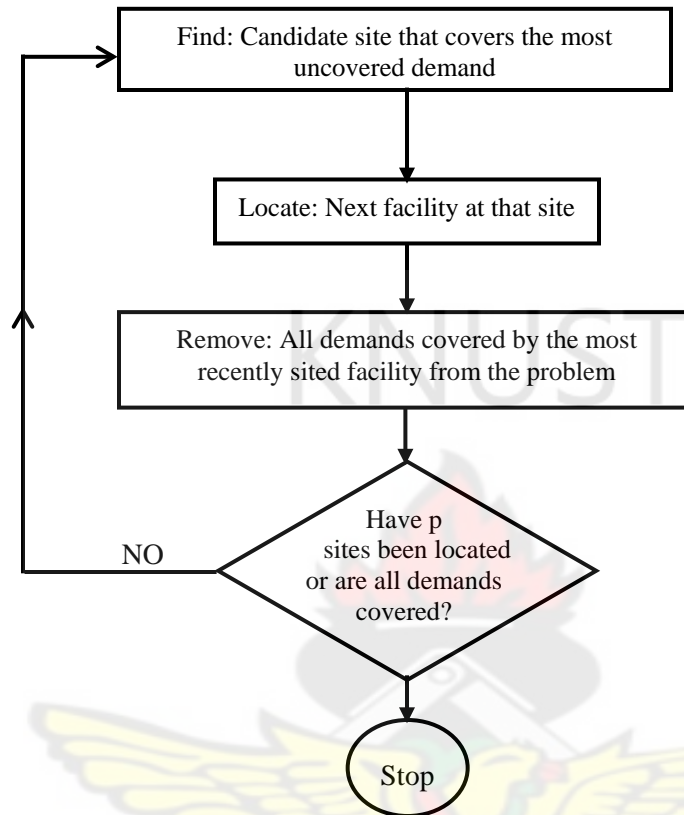 Find: Candidate site that covers the most
uncovered demand
Locate: Next facility at that site
KNUST
Remove: All demands covered by the most
recently sited facility from the problem
Have p
sites been located
or are all demands
covered?
NO
Stop